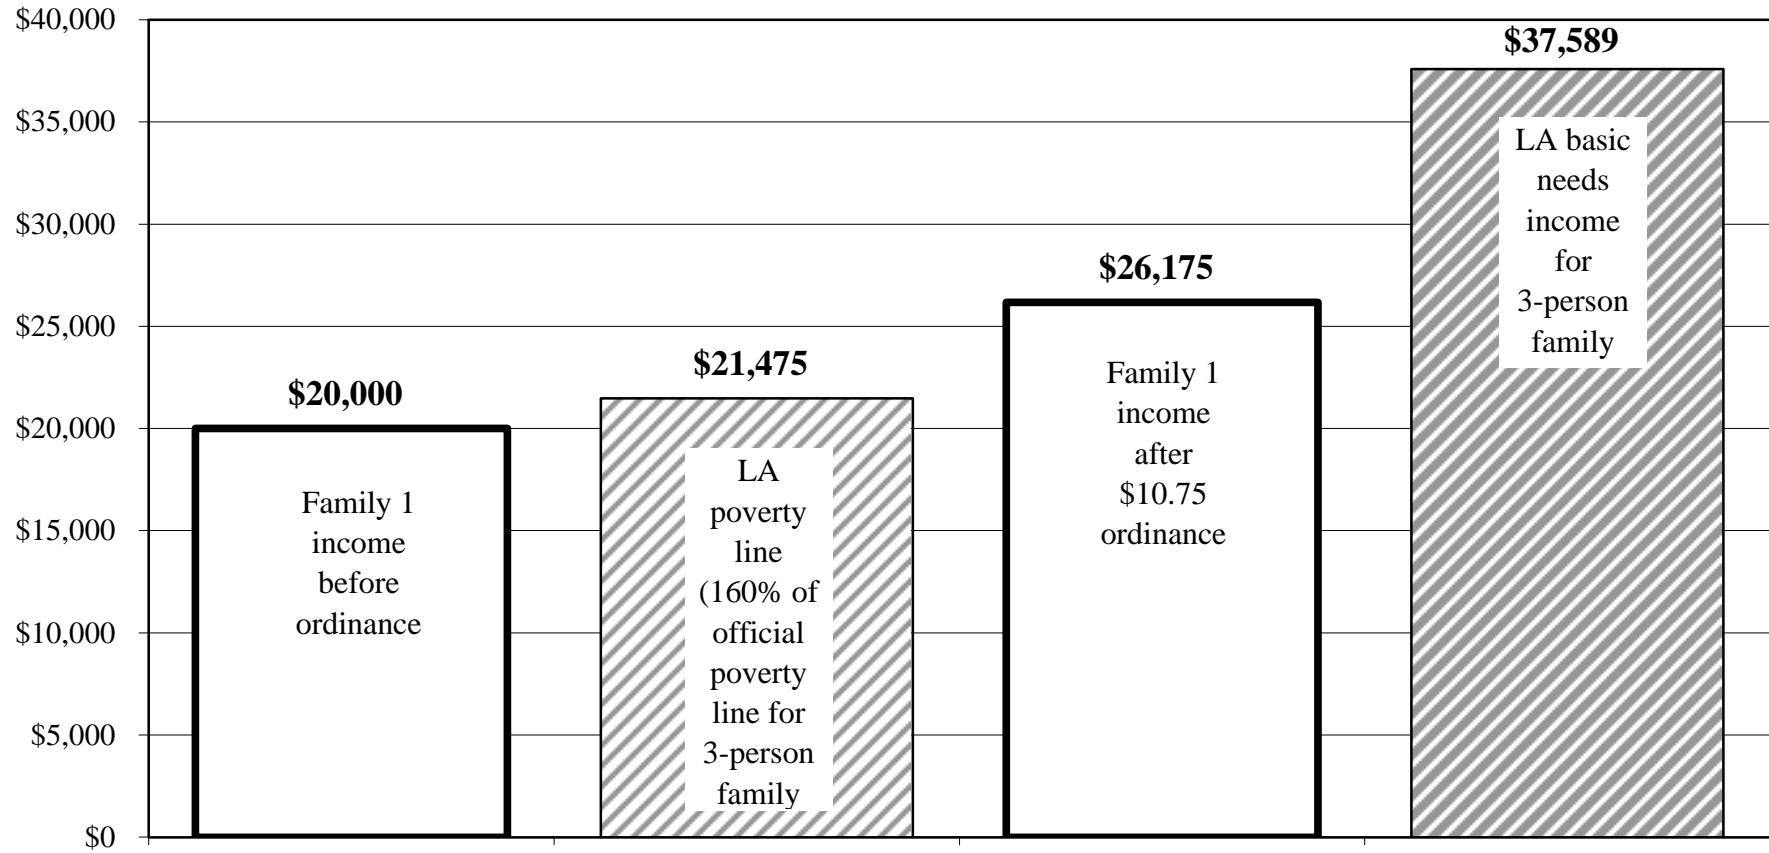 $40,000
$35,000
$30,000
$25,000
$20,000
$15,000
$10,000
$5,000
$0
$20,000
Family 1
income
before
ordinance
$21,475
LA
poverty
line
(160% of
official
poverty
line for
3-person
family
$26,175
Family 1
income
after
$10.75
ordinance
$37,589
LA basic
needs
income
for
3-person
family